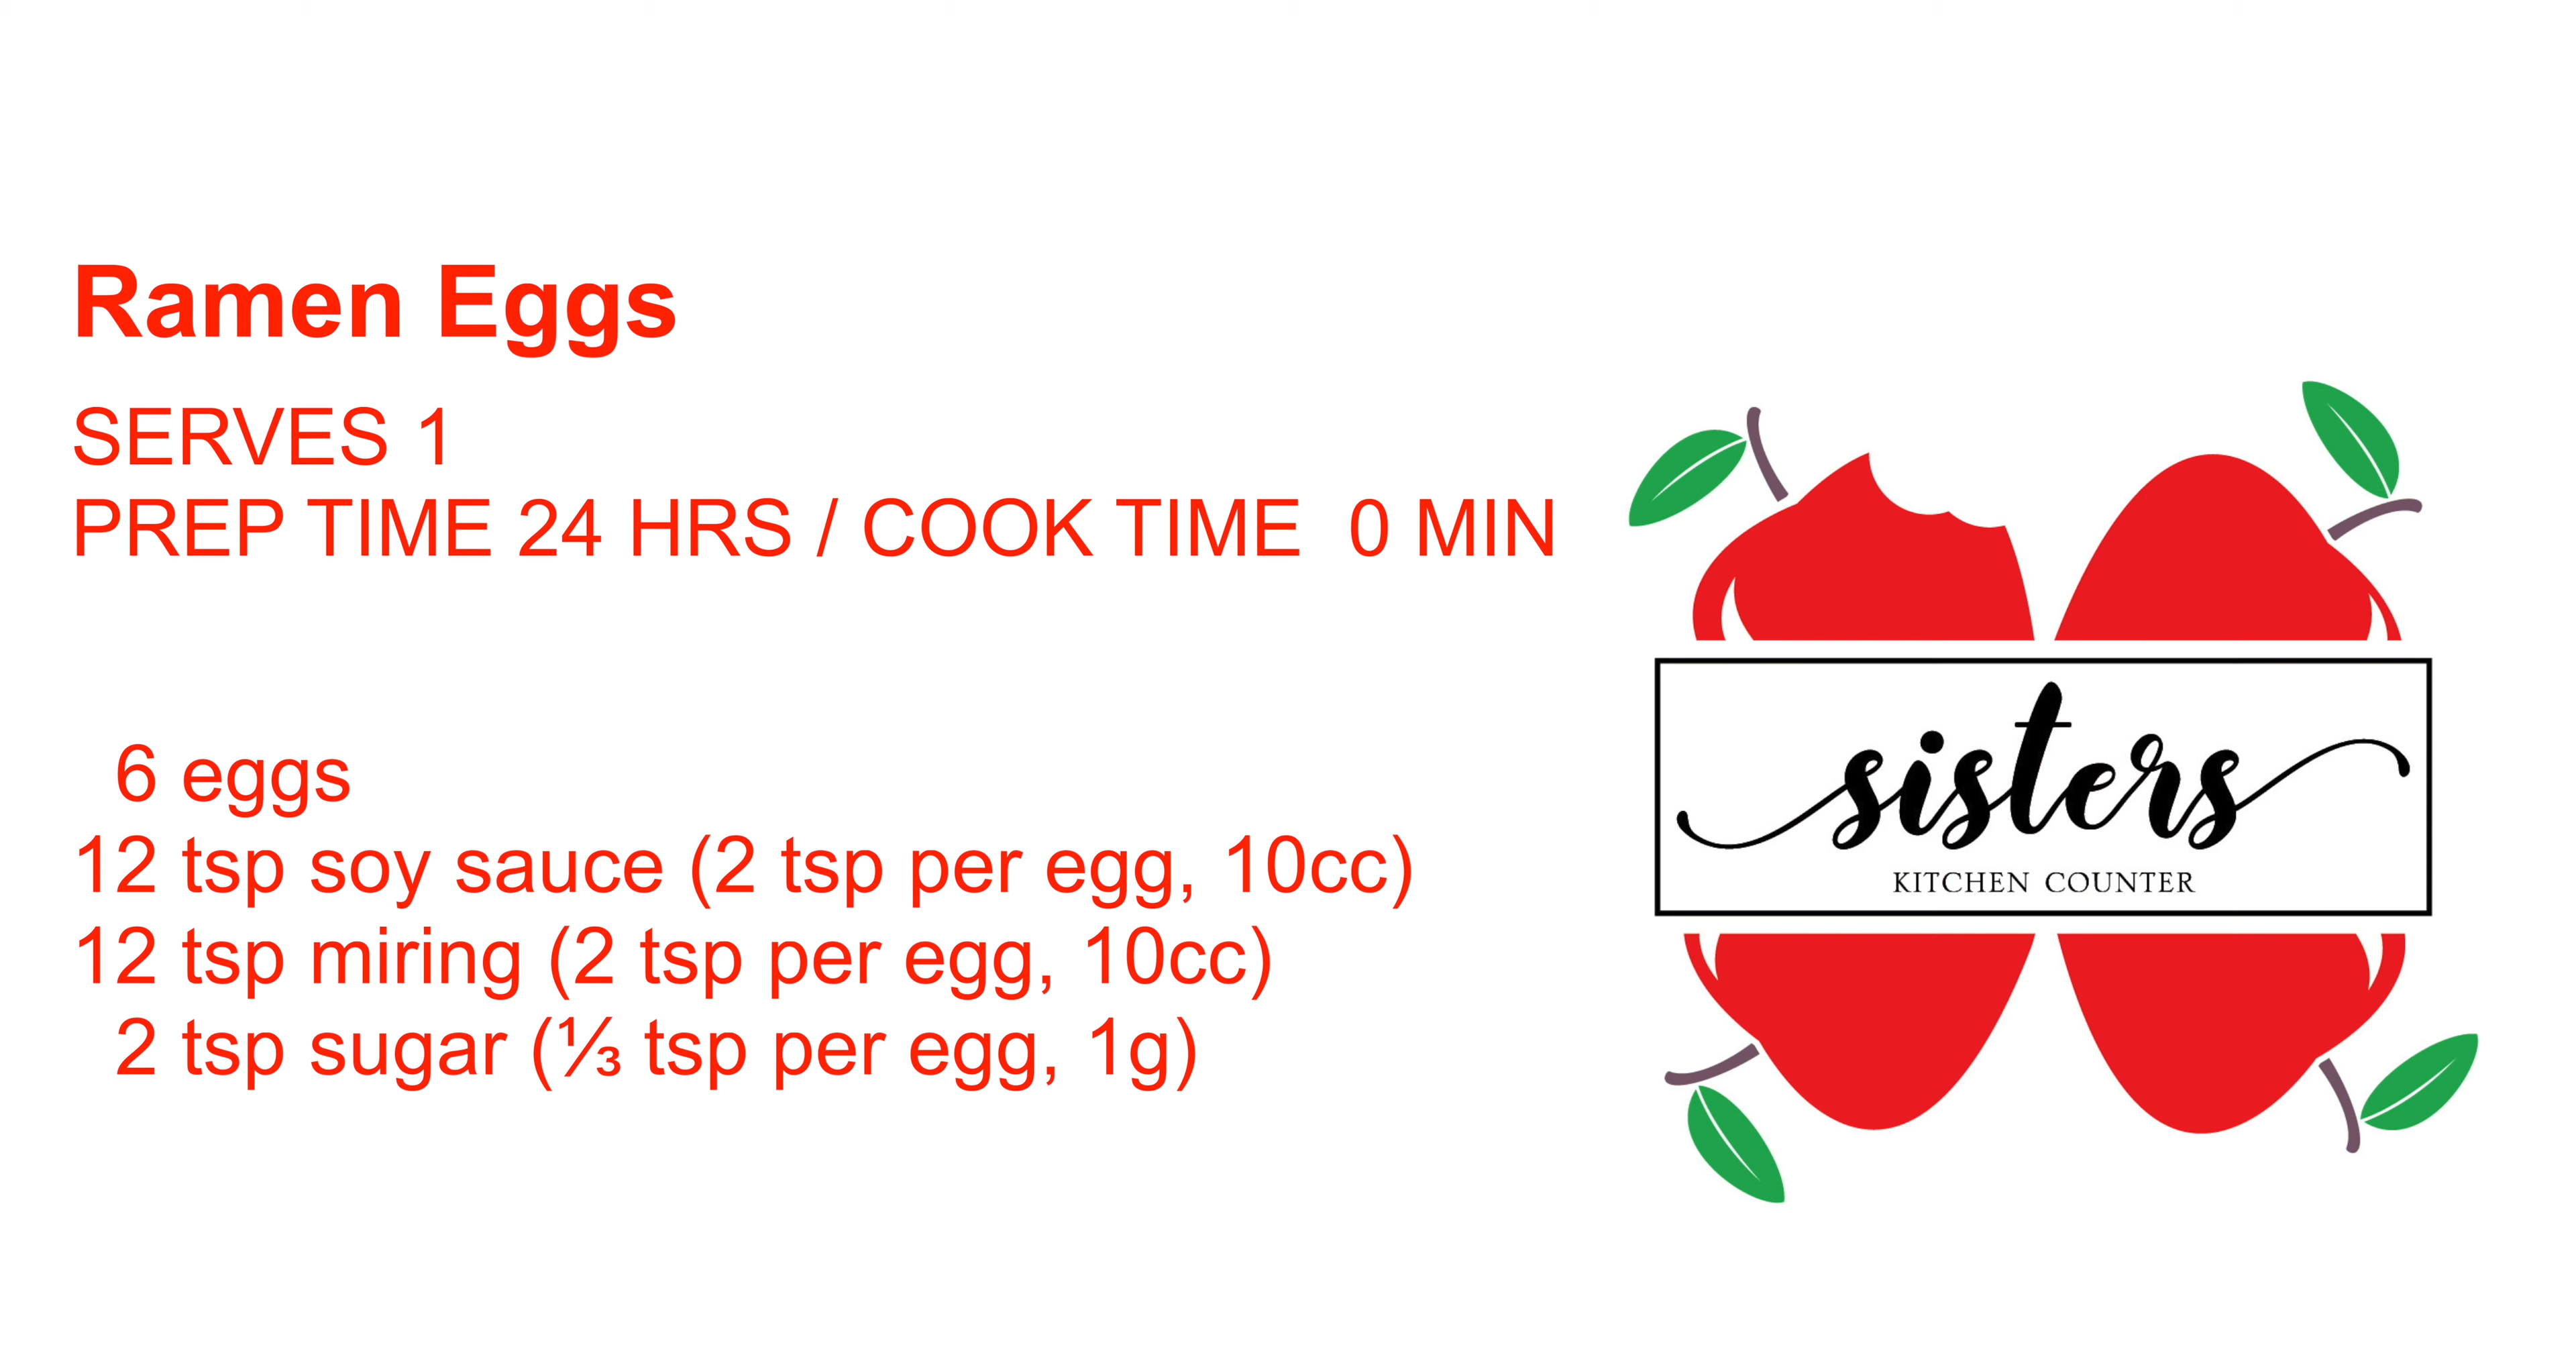 Ramen Eggs
SERVES 1
PREP TIME 24 HRS / COOK TIME 0 MIN
6 eggs
12 tsp soy sauce (2 tsp per egg, 10cc)
12 tsp miring (2 tsp per egg, 10cc)
2 tsp sugar (⅓ tsp per egg, 1g)
sisters
KITCHEN COUNTER